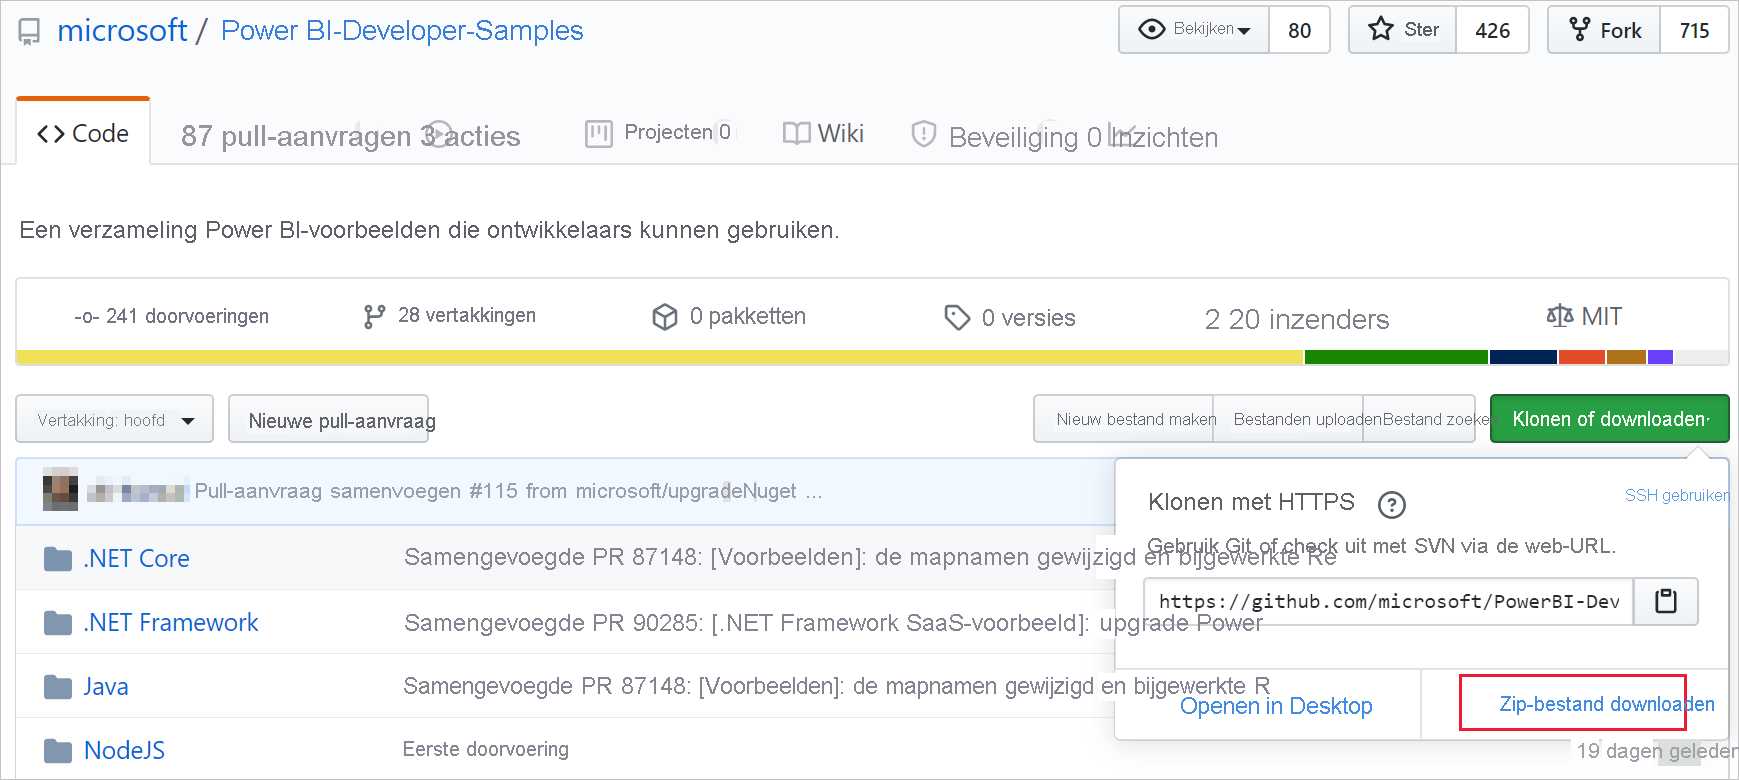 microsoft / Power BI-Developer-Samples
Bekijken 80
Ster 426
Fork 715
Code
87 pull-aanvragen 3 acties
Projecten 0
Wiki
Beveiliging 0 Inzichten
Een verzameling Power BI-voorbeelden die ontwikkelaars kunnen gebruiken.
-o- 241 doorvoeringen
28 vertakkingen
0 pakketten
0 versies
2 20 inzenders
MIT
Vertakking: hoofd
Nieuwe pull-aanvraag
Nieuw bestand maken
Bestanden uploaden
Bestand zoeke
Klonen of downloaden
Pull-aanvraag samenvoegen #115 from microsoft/upgradeNuget ...
Klonen met HTTPS
SSH gebruiken
Gebruik Git of check uit met SVN via de web-URL.
https://github.com/microsoft/PowerBI-Dev
Openen in Desktop
Zip-bestand downloaden
.NET Core
Samengevoegde PR 87148: [Voorbeelden]: de mapnamen gewijzigd en bijgewerkte Re
.NET Framework
Samengevoegde PR 90285: [.NET Framework SaaS-voorbeeld]: upgrade Power
Java
Samengevoegde PR 87148: [Voorbeelden]: de mapnamen gewijzigd en bijgewerkte R
NodeJS
Eerste doorvoering
19 dagen geleden